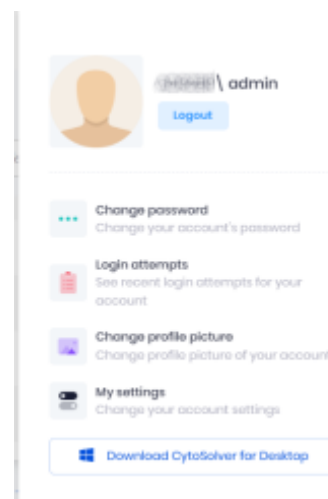 \ admin
Logout
Change password
Change your account's password
Login attempts
See recent login attempts for your
account
Change profile picture
Change profile picture of your account
My settings
Change your account settings
Download CytoSolver for Desktop